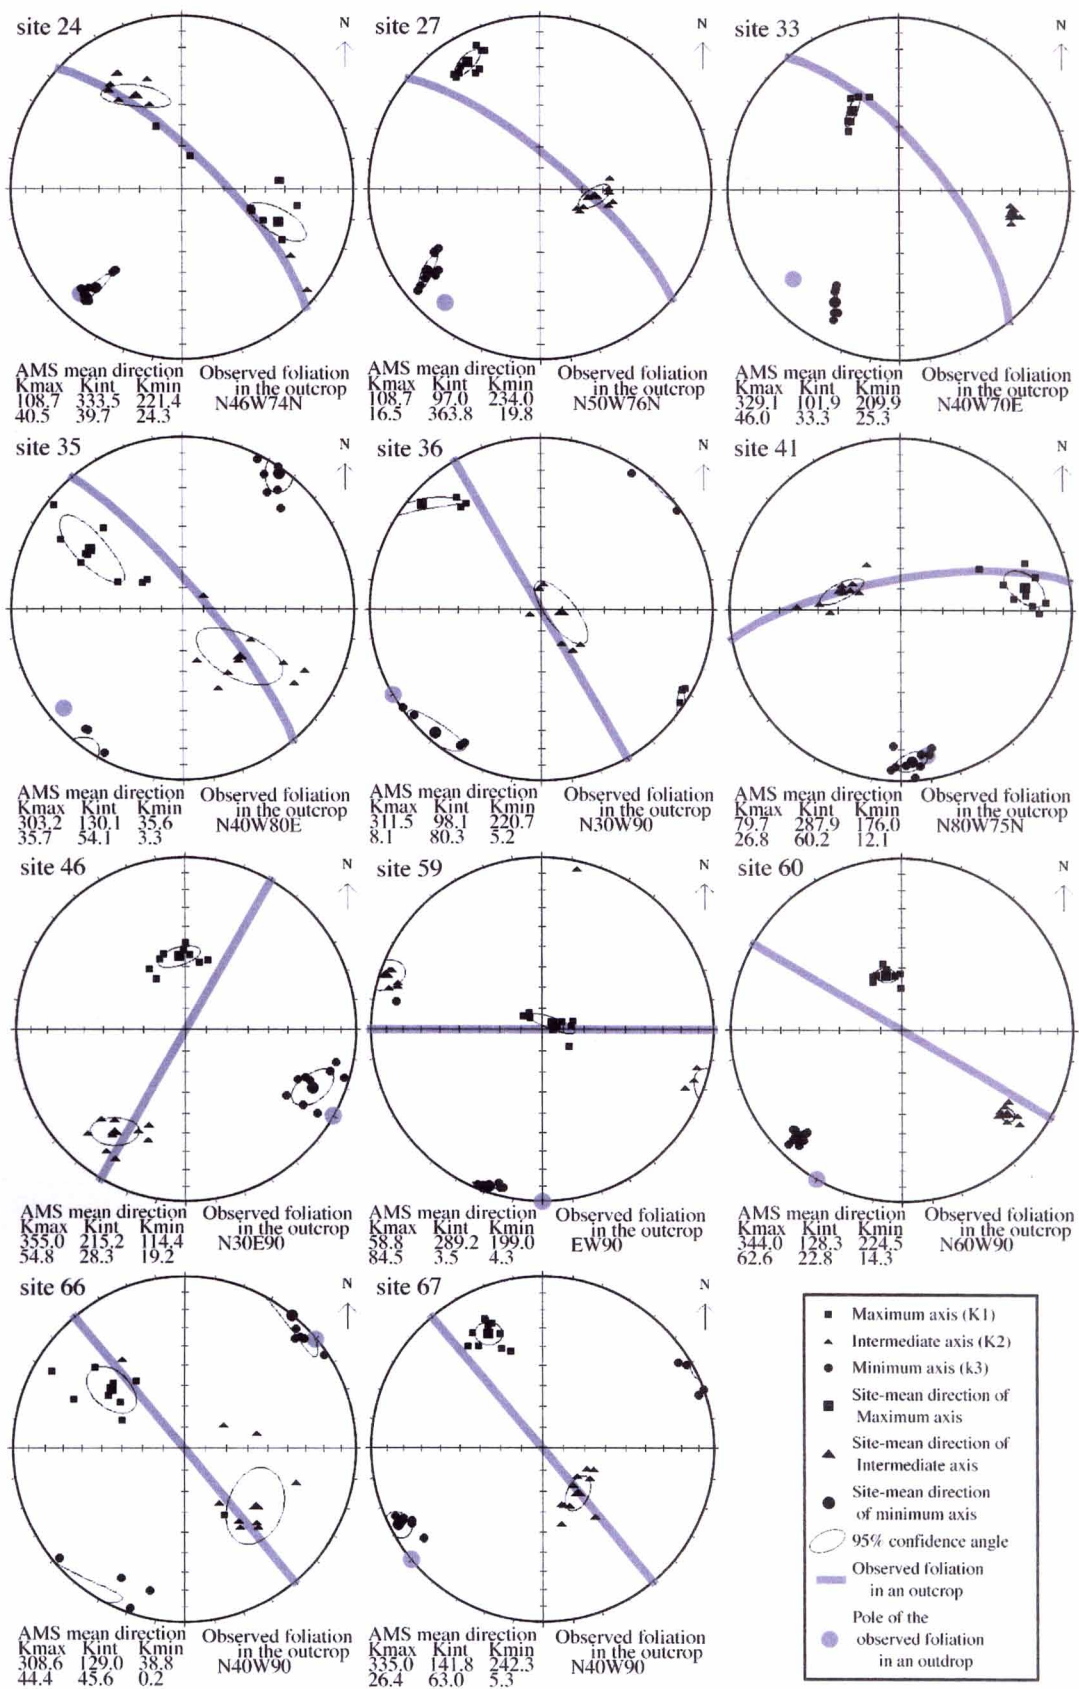 site 24
N
AMS mean direction
Kmax Kint Kmin
108.7 333.5 221.4
40.5 39.7 24.3
Observed foliation
in the outcrop
N46W74N
site 27
N
AMS mean direction
Kmax Kint Kmin
108.7 97.0 234.0
16.5 363.8 19.8
Observed foliation
in the outcrop
N50W76N
site 33
N
AMS mean direction
Kmax Kint Kmin
329.1 101.9 209.9
46.0 33.3 25.3
Observed foliation
in the outcrop
N40W70E
site 35
N
AMS mean direction
Kmax Kint Kmin
303.2 130.1 35.6
35.7 54.1 3.3
Observed foliation
in the outcrop
N40W80E
site 36
N
AMS mean direction
Kmax Kint Kmin
311.5 98.1 220.7
8.1 80.3 5.2
Observed foliation
in the outcrop
N30W90
site 41
N
AMS mean direction
Kmax Kint Kmin
79.7 287.9 176.0
26.8 60.2 12.1
Observed foliation
in the outcrop
N80W75N
site 46
N
AMS mean direction
Kmax Kint Kmin
355.0 215.2 114.4
54.8 28.3 19.2
Observed foliation
in the outcrop
N30E90
site 59
N
AMS mean direction
Kmax Kint Kmin
58.8 289.2 199.0
84.5 3.5 4.3
Observed foliation
in the outcrop
EW90
site 60
N
AMS mean direction
Kmax Kint Kmin
344.0 128.3 224.5
62.6 22.8 14.3
Observed foliation
in the outcrop
N60W90
site 66
N
AMS mean direction
Kmax Kint Kmin
308.6 129.0 38.8
44.4 45.6 0.2
Observed foliation
in the outcrop
N40W90
site 67
N
AMS mean direction
Kmax Kint Kmin
335.0 141.8 242.3
26.4 63.0 5.3
Observed foliation
in the outcrop
N40W90
Maximum axis (K1)
Intermediate axis (K2)
Minimum axis (k3)
Site-mean direction of
Maximum axis
Site-mean direction of
Intermediate axis
Site-mean direction
of minimum axis
95% confidence angle
Observed foliation
in an outcrop
Pole of the
observed foliation
in an outdrop